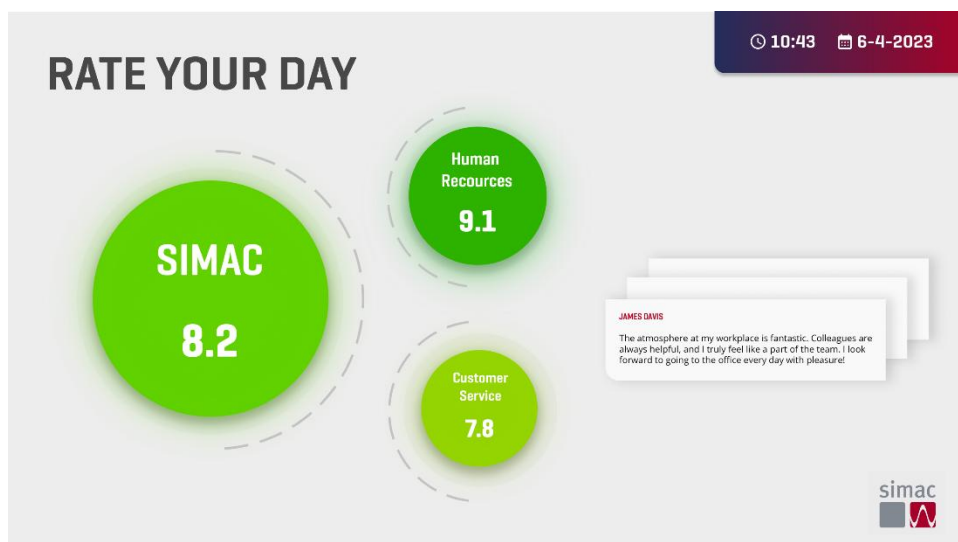 10:43 6-4-2023
RATE YOUR DAY
Human
Recources
9.1
SIMAC
8.2
JAMES DAVIS
The atmosphere at my workplace is fantastic. Colleagues are
always helpful, and I truly feel like a part of the team. I look
forward to going to the office every day with pleasure!
Customer
Service
7.8
simac